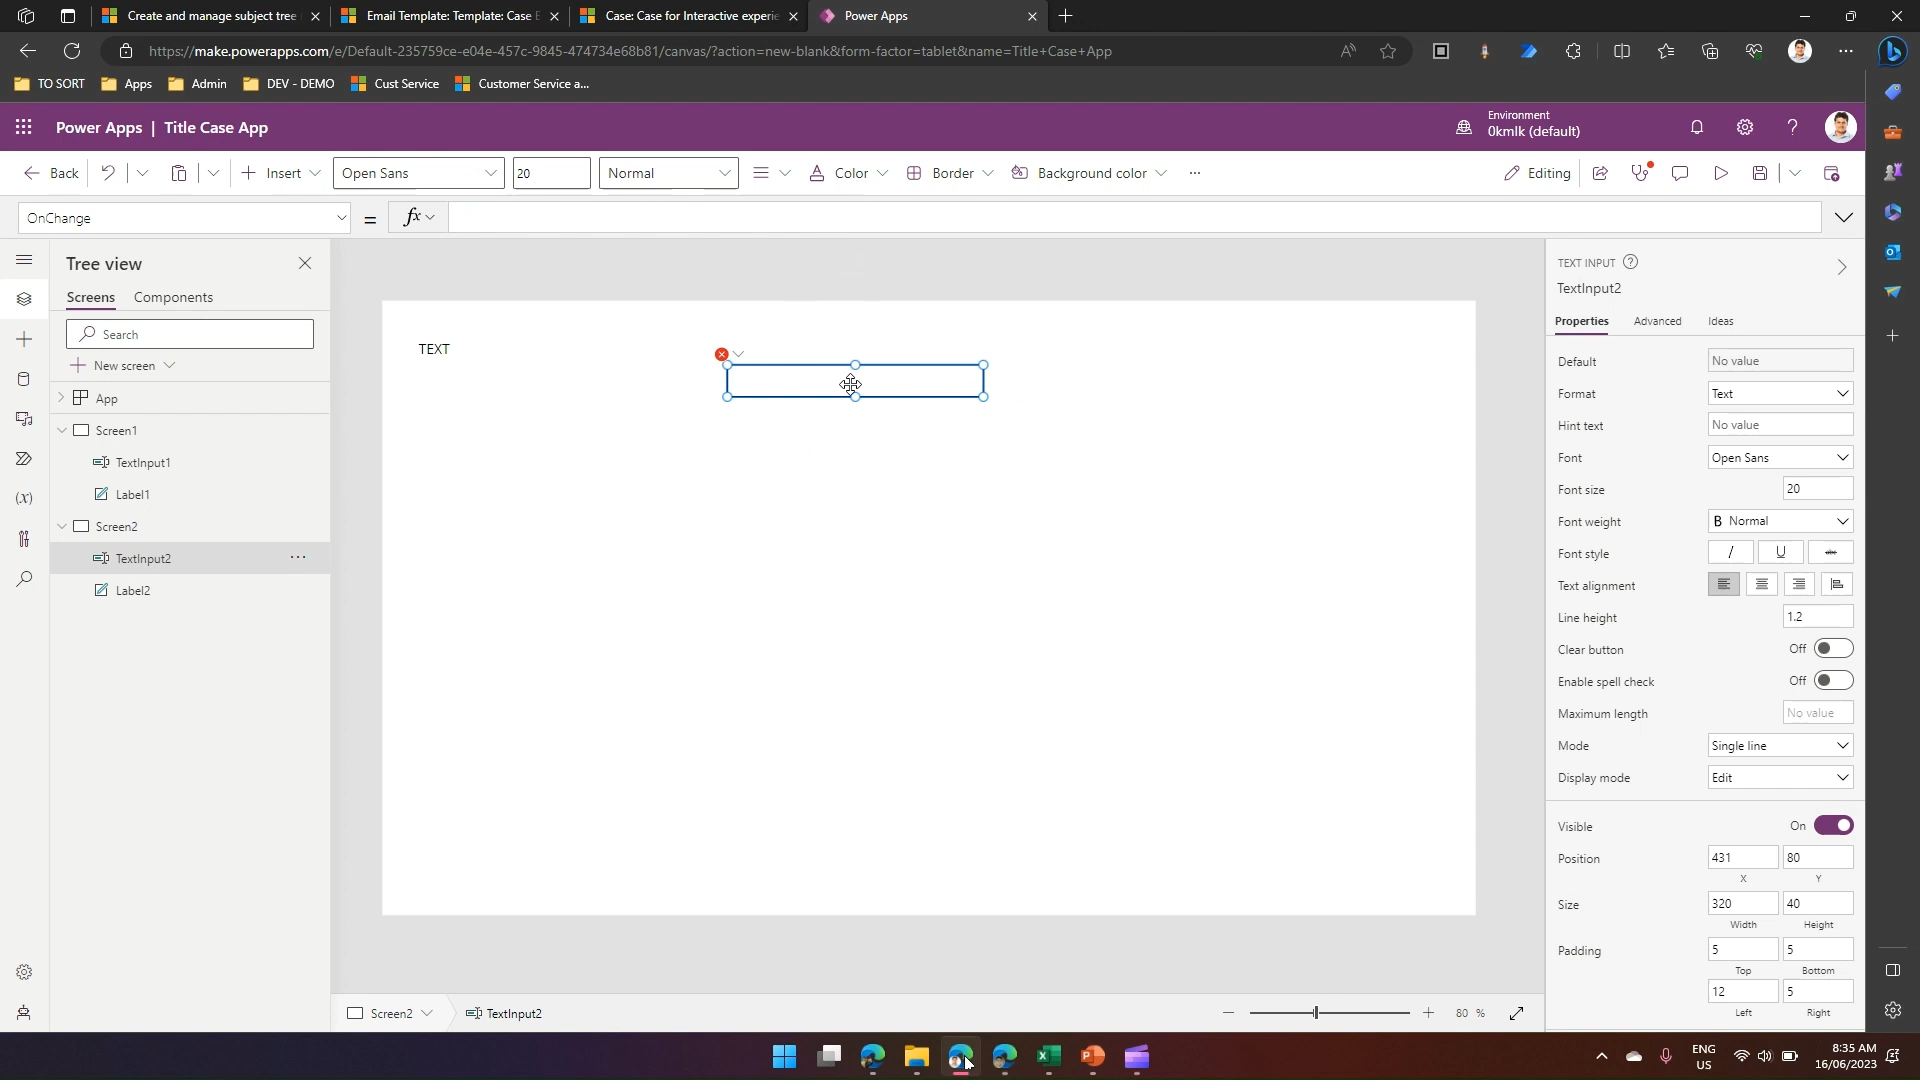 Create and manage subject tree
Email Template: Template: Case E
Case: Case for Interactive experie
Power Apps
https://make.powerapps.com/e/Default-235759ce-e04e-457c-9845-474734e68b81/canvas/?action=new-blank&form-factor=tablet&name=Title+Case+App
TO SORT
Apps
Admin
DEV - DEMO
Cust Service
Customer Service a...
Power Apps | Title Case App
Environment
0kmlk (default)
Back
Insert
Open Sans
20
Normal
Color
Border
Background color
Editing
OnChange
=
fx
Tree view
Screens
Components
Search
New screen
App
Screen1
TextInput1
Label1
Screen2
TextInput2
Label2
TEXT
TEXT INPUT
TextInput2
Properties
Advanced
Ideas
Default No value
Format Text
Hint text No value
Font Open Sans
Font size 20
Font weight B Normal
Font style / U abc
Text alignment
Line height 1.2
Clear button Off
Enable spell check Off
Maximum length No value
Mode Single line
Display mode Edit
Visible On
Position 431 80
X Y
Size 320 40
Width Height
Padding 5 5
Top Bottom
12 5
Left Right
Screen2
TextInput2
80 %
ENG
US
8:35 AM
16/06/2023